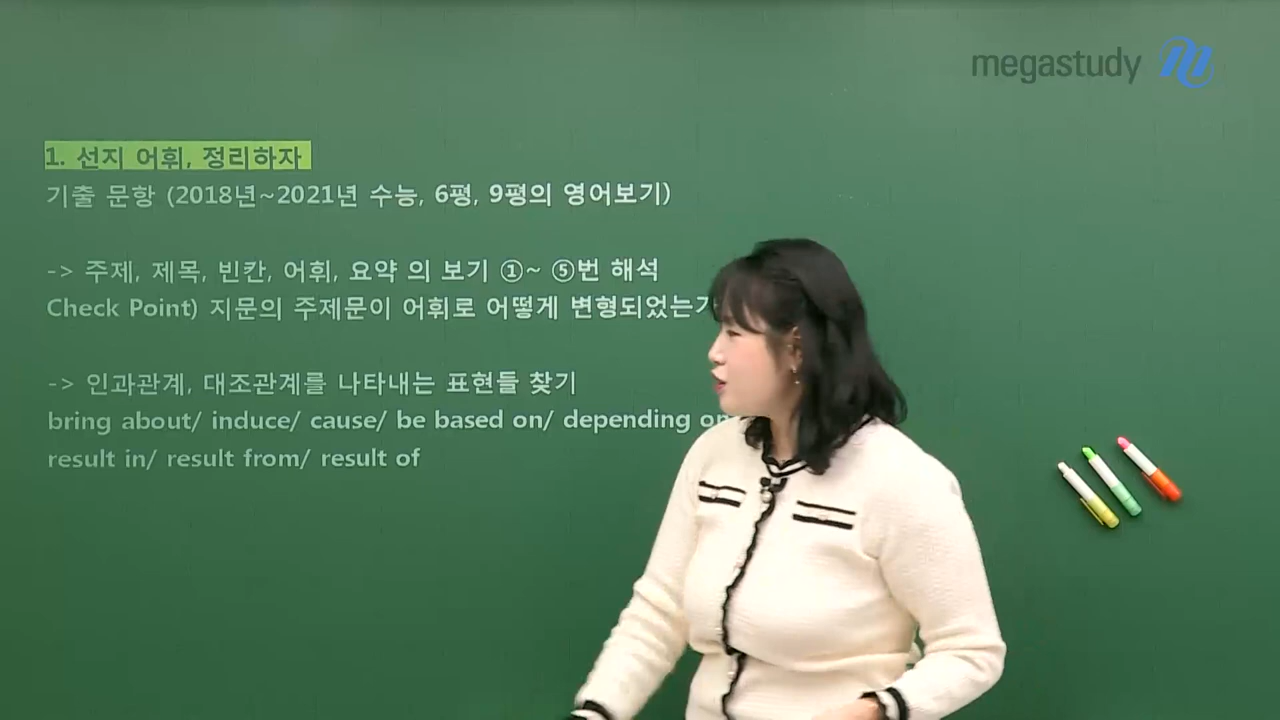 megastudy
1. 선지 어휘, 정리하자
기출 문항 (2018년~2021년 수능, 6평, 9평의 영어보기)
-> 주제, 제목, 빈칸, 어휘, 요약 의 보기 ①~ ⑤번 해석
Check Point) 지문의 주제문이 어휘로 어떻게 변형되었는가
-> 인과관계, 대조관계를 나타내는 표현들 찾기
bring about/ induce/ cause/ be based on/ depending on
result in/ result from/ result of